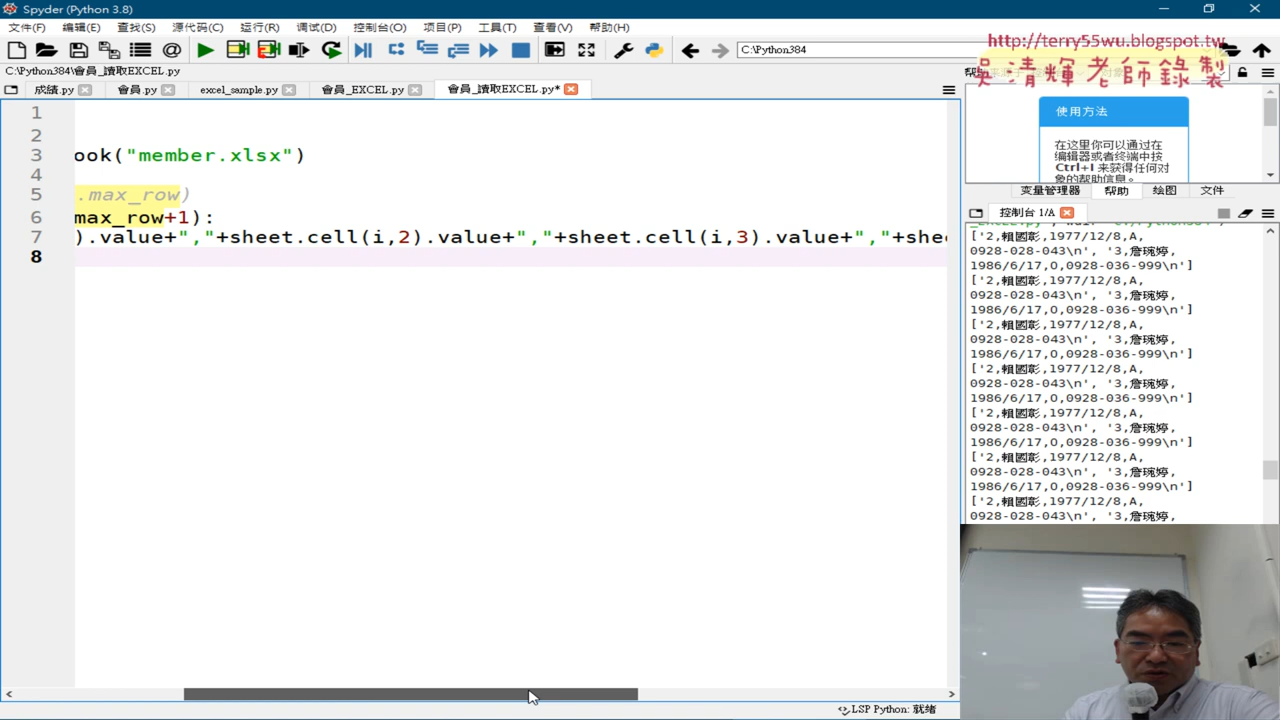 Spyder (Python 3.8)
文件(F) 编辑(E) 查找(S) 源代码(C) 运行(R) 调试(D) 控制台(O) 项目(P) 工具(T) 查看(V) 帮助(H)
C:\Python384
http://terry55wu.blogspot.tw
吳清輝老師錄製
C:\Python384\會員_讀取EXCEL.py
成績.py 會員.py excel_sample.py 會員_EXCEL.py 會員_讀取EXCEL.py*
1
2
3 ook("member.xlsx")
4
5 .max_row)
6 max_row+1):
7 ).value+","+sheet.cell(i,2).value+","+sheet.cell(i,3).value+","+she
8
使用方法
在这里你可以通过在
编辑器或者终端中按
Ctrl+I 来获得任何对
象的帮助信息。
变量管理器 帮助 绘图 文件
控制台 1/A
['2,賴國彰,1977/12/8,A,
0928-028-043\n', '3,詹琬婷,
1986/6/17,O,0928-036-999\n']
['2,賴國彰,1977/12/8,A,
0928-028-043\n', '3,詹琬婷,
1986/6/17,O,0928-036-999\n']
['2,賴國彰,1977/12/8,A,
0928-028-043\n', '3,詹琬婷,
1986/6/17,O,0928-036-999\n']
['2,賴國彰,1977/12/8,A,
0928-028-043\n', '3,詹琬婷,
1986/6/17,O,0928-036-999\n']
['2,賴國彰,1977/12/8,A,
0928-028-043\n', '3,詹琬婷,
1986/6/17,O,0928-036-999\n']
['2,賴國彰,1977/12/8,A,
0928-028-043\n', '3,詹琬婷,
1986/6/17,O,0928-036-999\n']
['2,賴國彰,1977/12/8,A,
0928-028-043\n', '3,詹琬婷,
LSP Python: 就绪